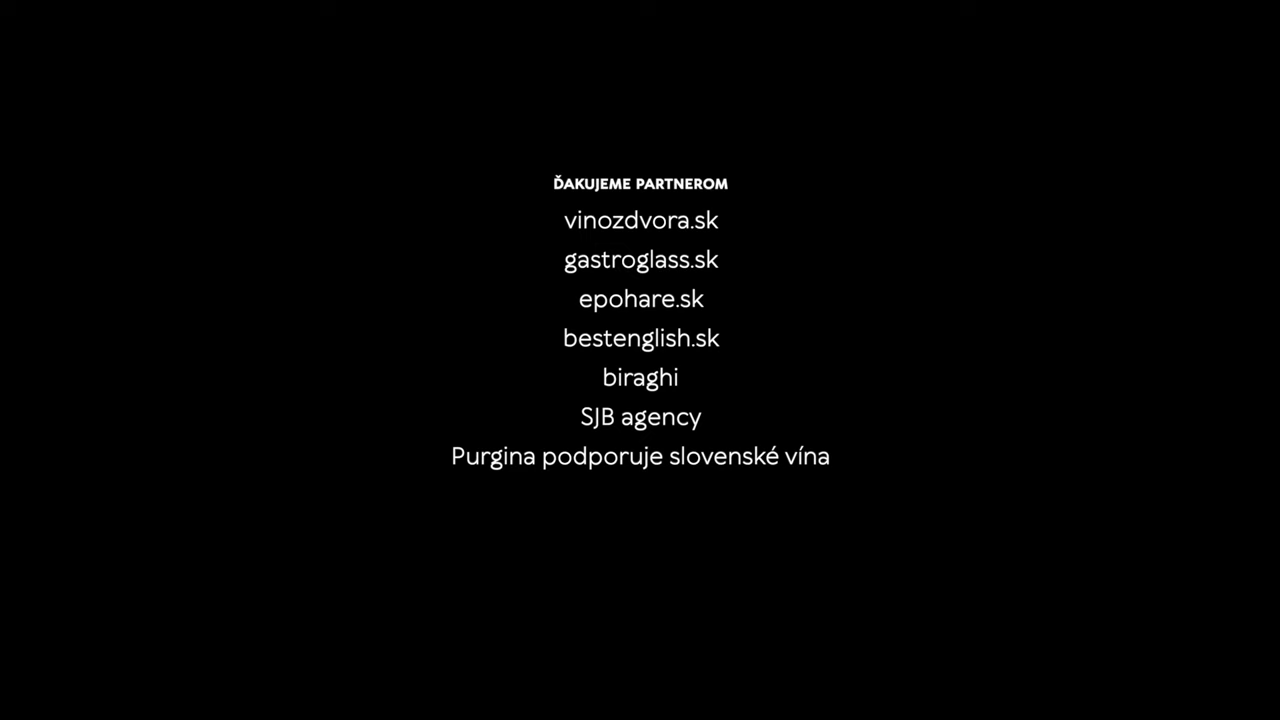 ĎAKUJEME PARTNEROM
vinozdvora.sk
gastroglass.sk
epohare.sk
bestenglish.sk
biraghi
SJB agency
Purgina podporuje slovenské vína